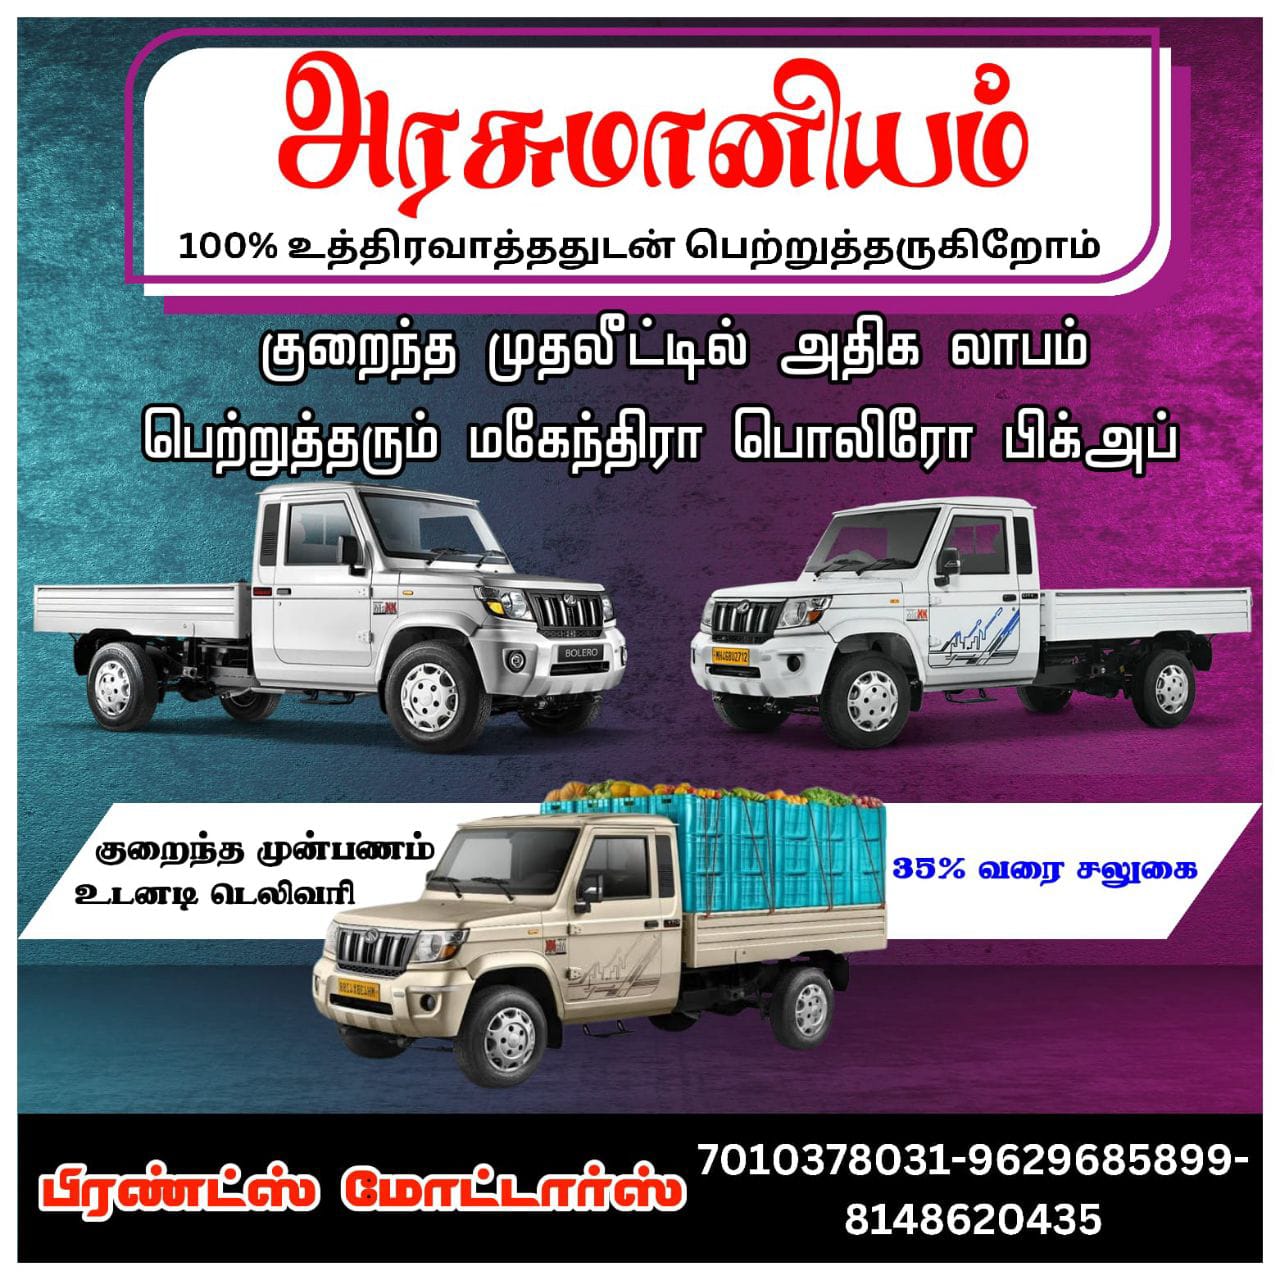 அரசுமானியம்
100% உத்திரவாத்ததுடன் பெற்றுத்தருகிறோம்
குறைந்த முதலீட்டில் அதிக லாபம்
பெற்றுத்தரும் மகேந்திரா பொலிரோ பிக்அப்
BOLERO
குறைந்த முன்பணம்
உடனடி டெலிவரி
35% வரை சலுகை
பிரண்ட்ஸ் மோட்டார்ஸ்
7010378031-9629685899-
8148620435